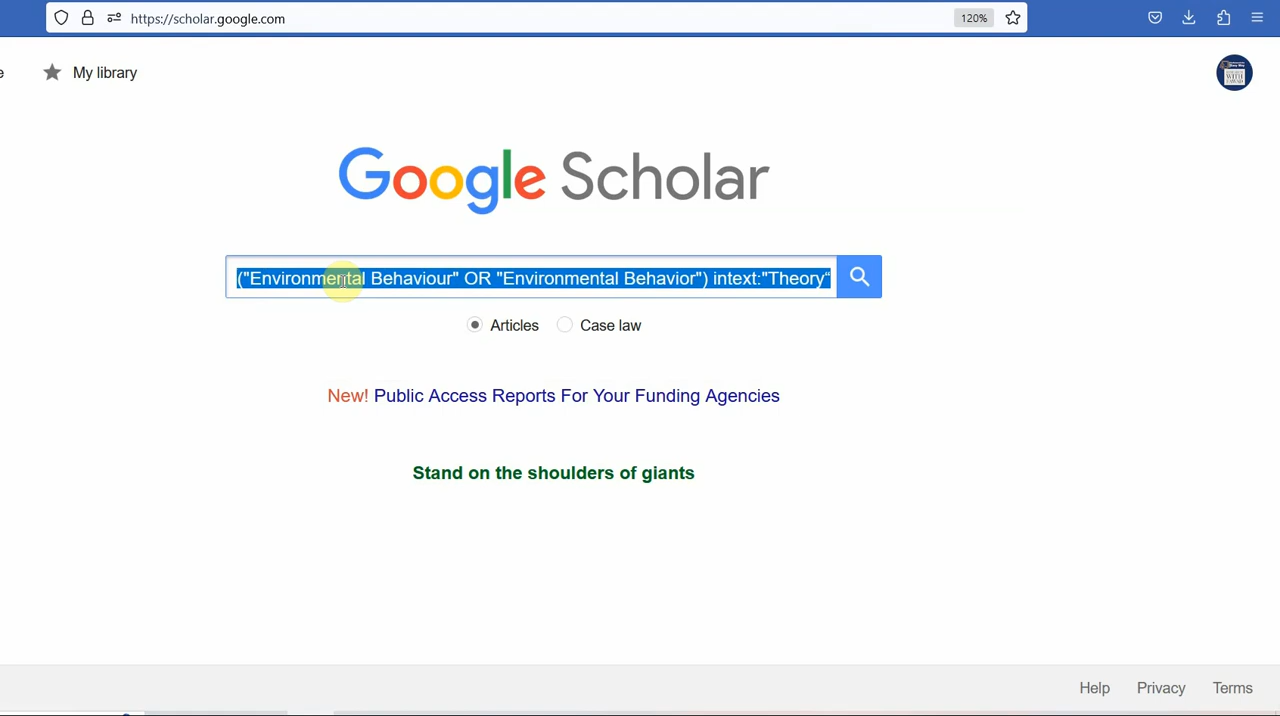 https://scholar.google.com
120%
e
My library
Google Scholar
("Environmental Behaviour" OR "Environmental Behavior") intext:"Theory“
Articles
Case law
New! Public Access Reports For Your Funding Agencies
Stand on the shoulders of giants
Help
Privacy
Terms